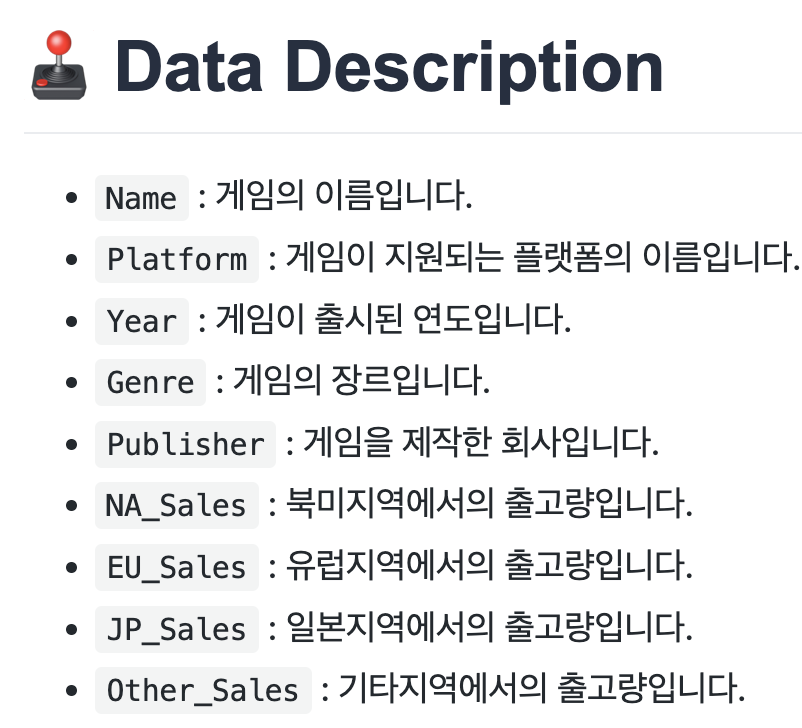 Data Description
Name : 게임의 이름입니다.
Platform : 게임이 지원되는 플랫폼의 이름입니다.
Year : 게임이 출시된 연도입니다.
Genre : 게임의 장르입니다.
Publisher : 게임을 제작한 회사입니다.
NA_Sales : 북미지역에서의 출고량입니다.
EU_Sales : 유럽지역에서의 출고량입니다.
JP_Sales : 일본지역에서의 출고량입니다.
Other_Sales : 기타지역에서의 출고량입니다.